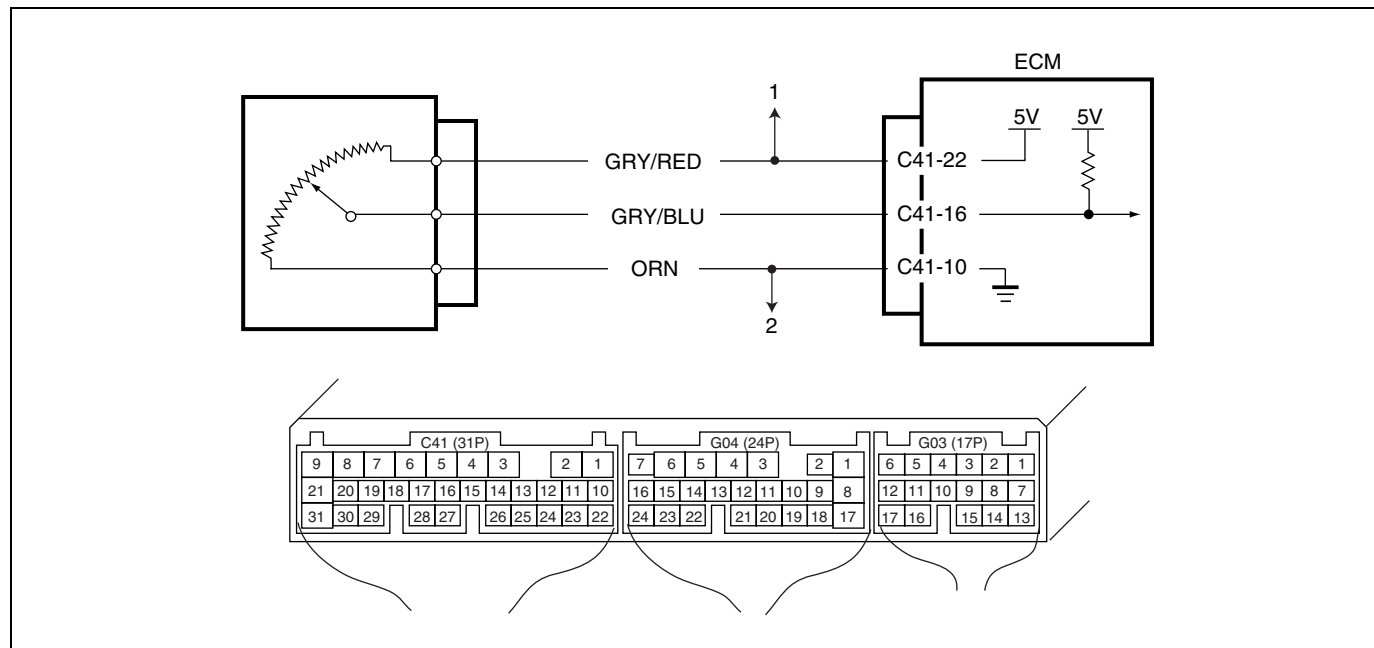 ECM
1
5V 5V
GRY/RED C41-22
GRY/BLU C41-16
ORN C41-10
2
C41 (31P) G04 (24P) G03 (17P)
9 8 7 6 5 4 3 2 1 7 6 5 4 3 2 1 6 5 4 3 2 1
21 20 19 18 17 16 15 14 13 12 11 10 16 15 14 13 12 11 10 9 8 12 11 10 9 8 7
31 30 29 28 27 26 25 24 23 22 24 23 22 21 20 19 18 17 17 16 15 14 13